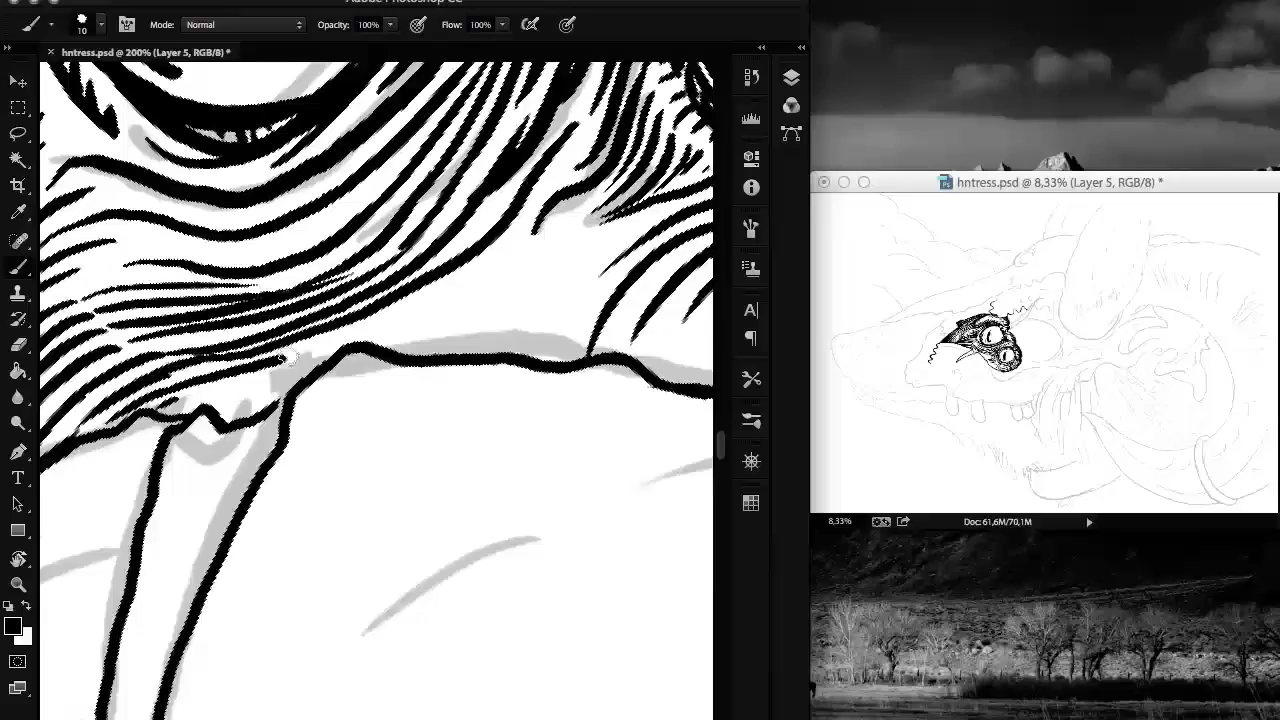 Adobe Photoshop CC
10
Mode: Normal
Opacity: 100%
Flow: 100%
hntress.psd @ 200% (Layer 5, RGB/8) *
hntress.psd @ 8,33% (Layer 5, RGB/8) *
8,33%
Doc: 61,6M/70,1M